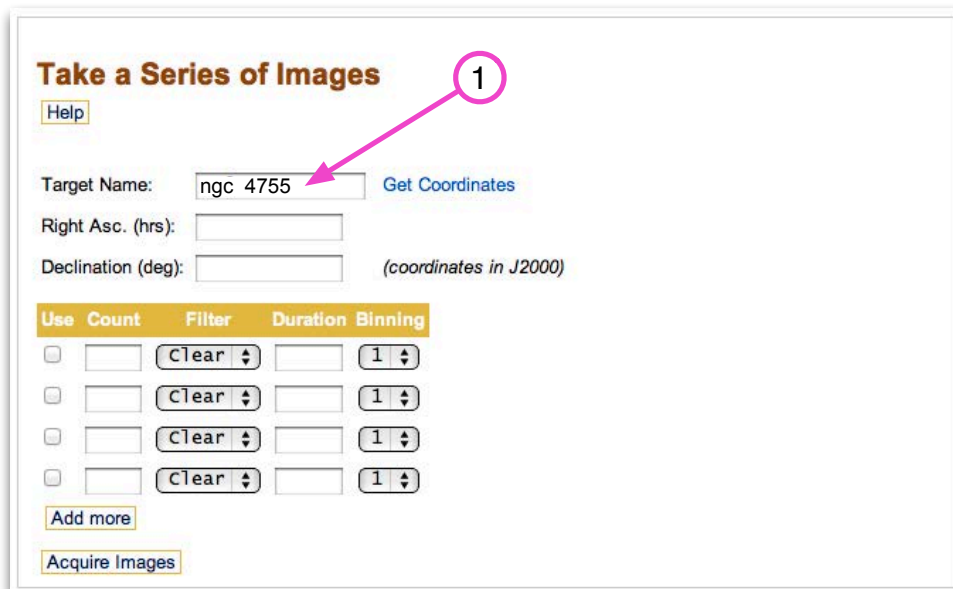 Take a Series of Images
1
Help
Target Name: ngc 4755 Get Coordinates
Right Asc. (hrs):
Declination (deg): (coordinates in J2000)
Use Count Filter Duration Binning
Clear 1
Clear 1
Clear 1
Clear 1
Add more
Acquire Images